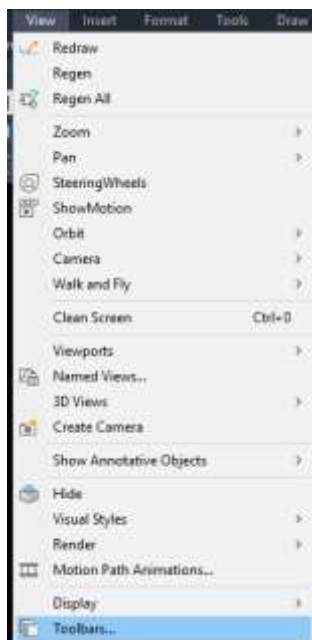 View Insert Format Tools Draw
Redraw
Regen
Regen All
Zoom
Pan
SteeringWheels
ShowMotion
Orbit
Camera
Walk and Fly
Clean Screen Ctrl+0
Viewports
Named Views...
3D Views
Create Camera
Show Annotative Objects
Hide
Visual Styles
Render
Motion Path Animations...
Display
Toolbars...